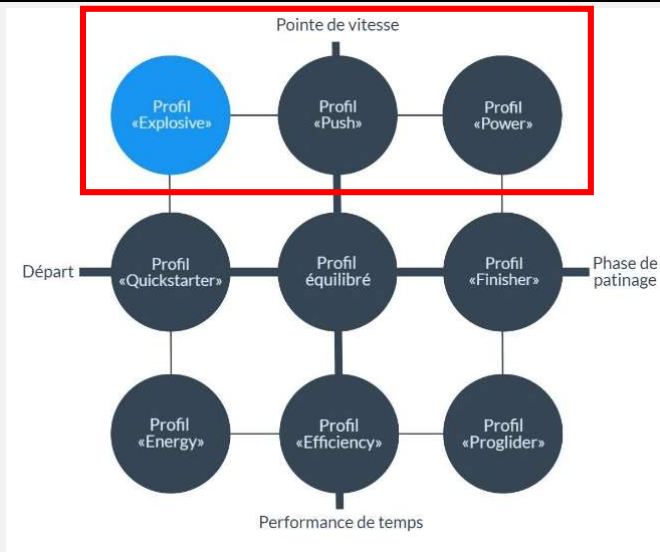 Pointe de vitesse
Profil
«Explosive»
Profil
«Push»
Profil
«Power»
Départ
Profil
«Quickstarter»
Profil
équilibré
Profil
«Finisher»
Phase de
patinage
Profil
«Energy»
Profil
«Efficiency»
Profil
«Proglider»
Performance de temps